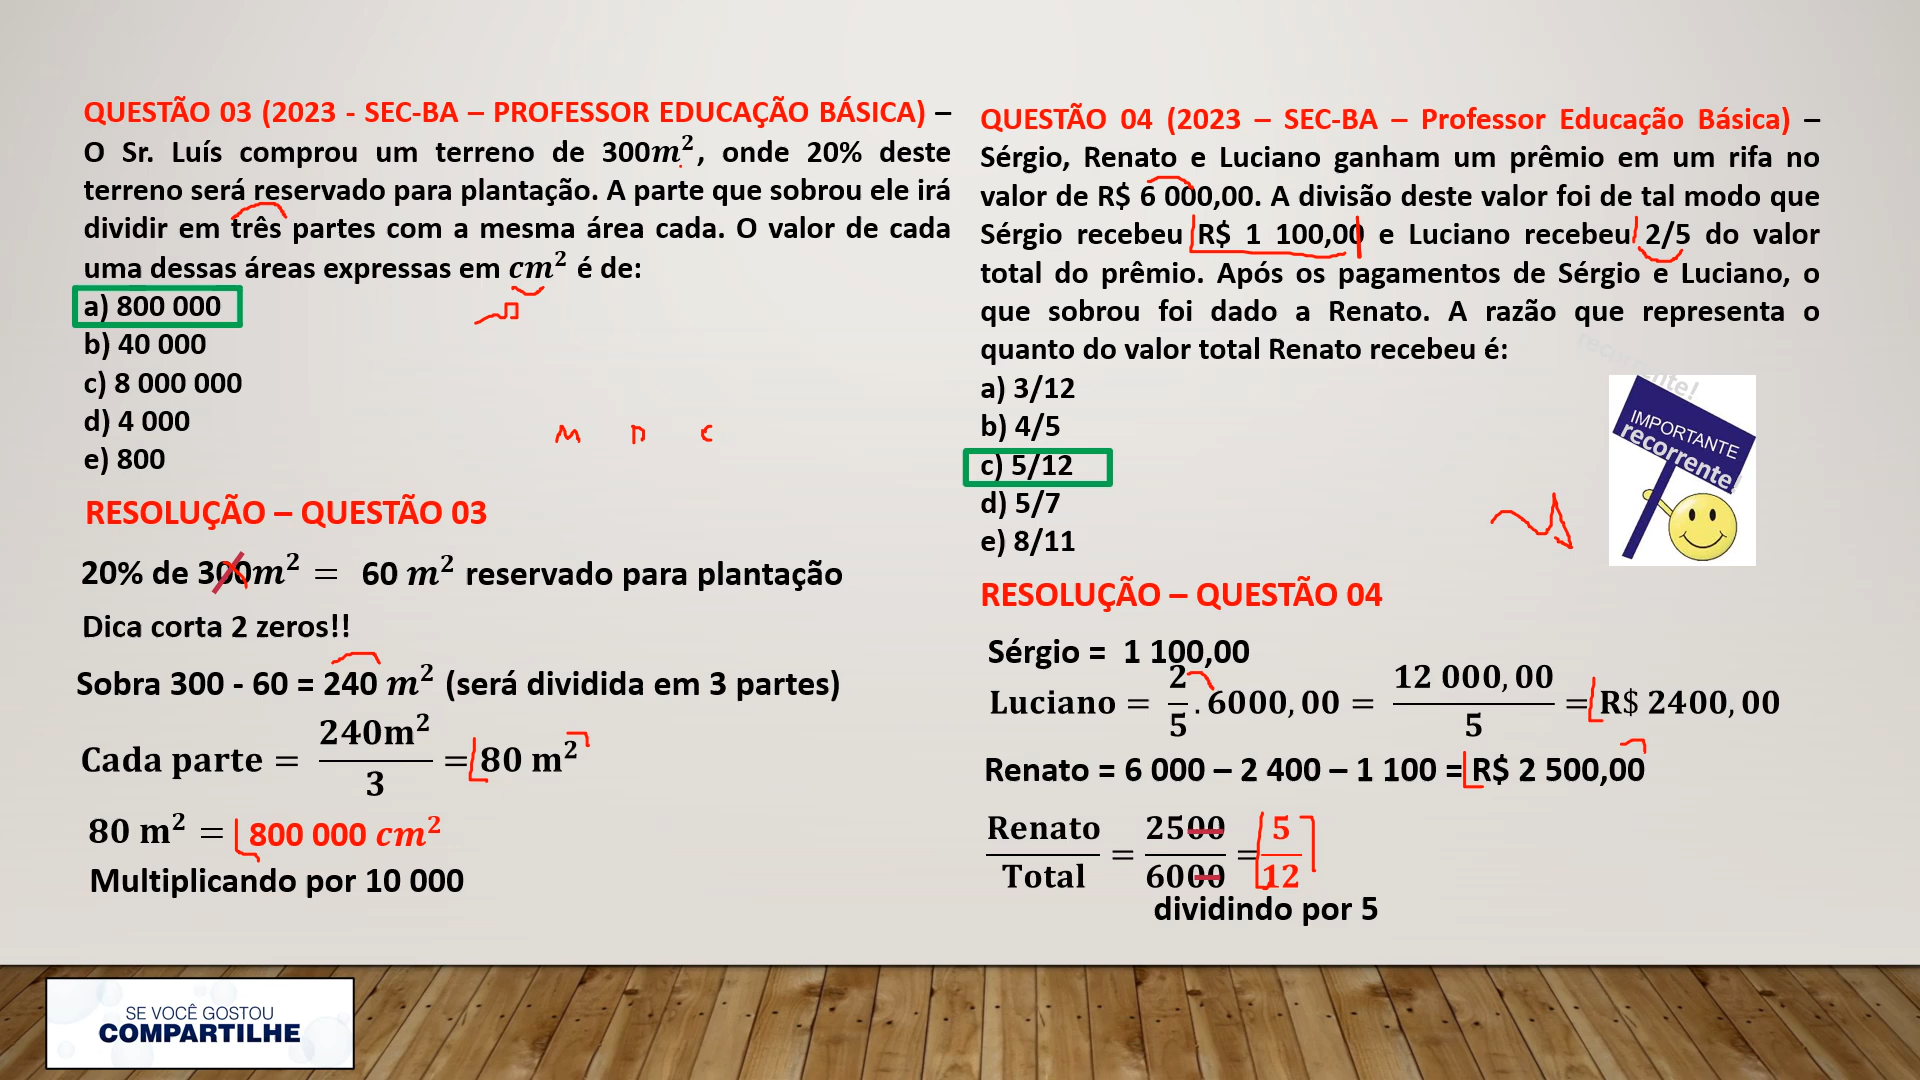 QUESTÃO 03 (2023 - SEC-BA – PROFESSOR EDUCAÇÃO BÁSICA) –
O Sr. Luís comprou um terreno de 300m², onde 20% deste
terreno será reservado para plantação. A parte que sobrou ele irá
dividir em três partes com a mesma área cada. O valor de cada
uma dessas áreas expressas em cm² é de:
a) 800 000
b) 40 000
c) 8 000 000
d) 4 000
e) 800
M D C
RESOLUÇÃO – QUESTÃO 03
20% de 300m² = 60 m² reservado para plantação
Dica corta 2 zeros!!
Sobra 300 - 60 = 240 m² (será dividida em 3 partes)
Cada parte = 240m²/3 = 80 m²
80 m² = 800 000 cm²
Multiplicando por 10 000
QUESTÃO 04 (2023 – SEC-BA – Professor Educação Básica) –
Sérgio, Renato e Luciano ganham um prêmio em um rifa no
valor de R$ 6 000,00. A divisão deste valor foi de tal modo que
Sérgio recebeu R$ 1 100,00 e Luciano recebeu 2/5 do valor
total do prêmio. Após os pagamentos de Sérgio e Luciano, o
que sobrou foi dado a Renato. A razão que representa o
quanto do valor total Renato recebeu é:
a) 3/12
b) 4/5
c) 5/12
d) 5/7
e) 8/11
IMPORTANTE
recorrente!
RESOLUÇÃO – QUESTÃO 04
Sérgio = 1 100,00
Luciano = 2/5 . 6000,00 = 12 000,00/5 = R$ 2400,00
Renato = 6 000 – 2 400 – 1 100 = R$ 2 500,00
Renato/Total = 2500/6000 = 5/12
dividindo por 5
SE VOCÊ GOSTOU
COMPARTILHE